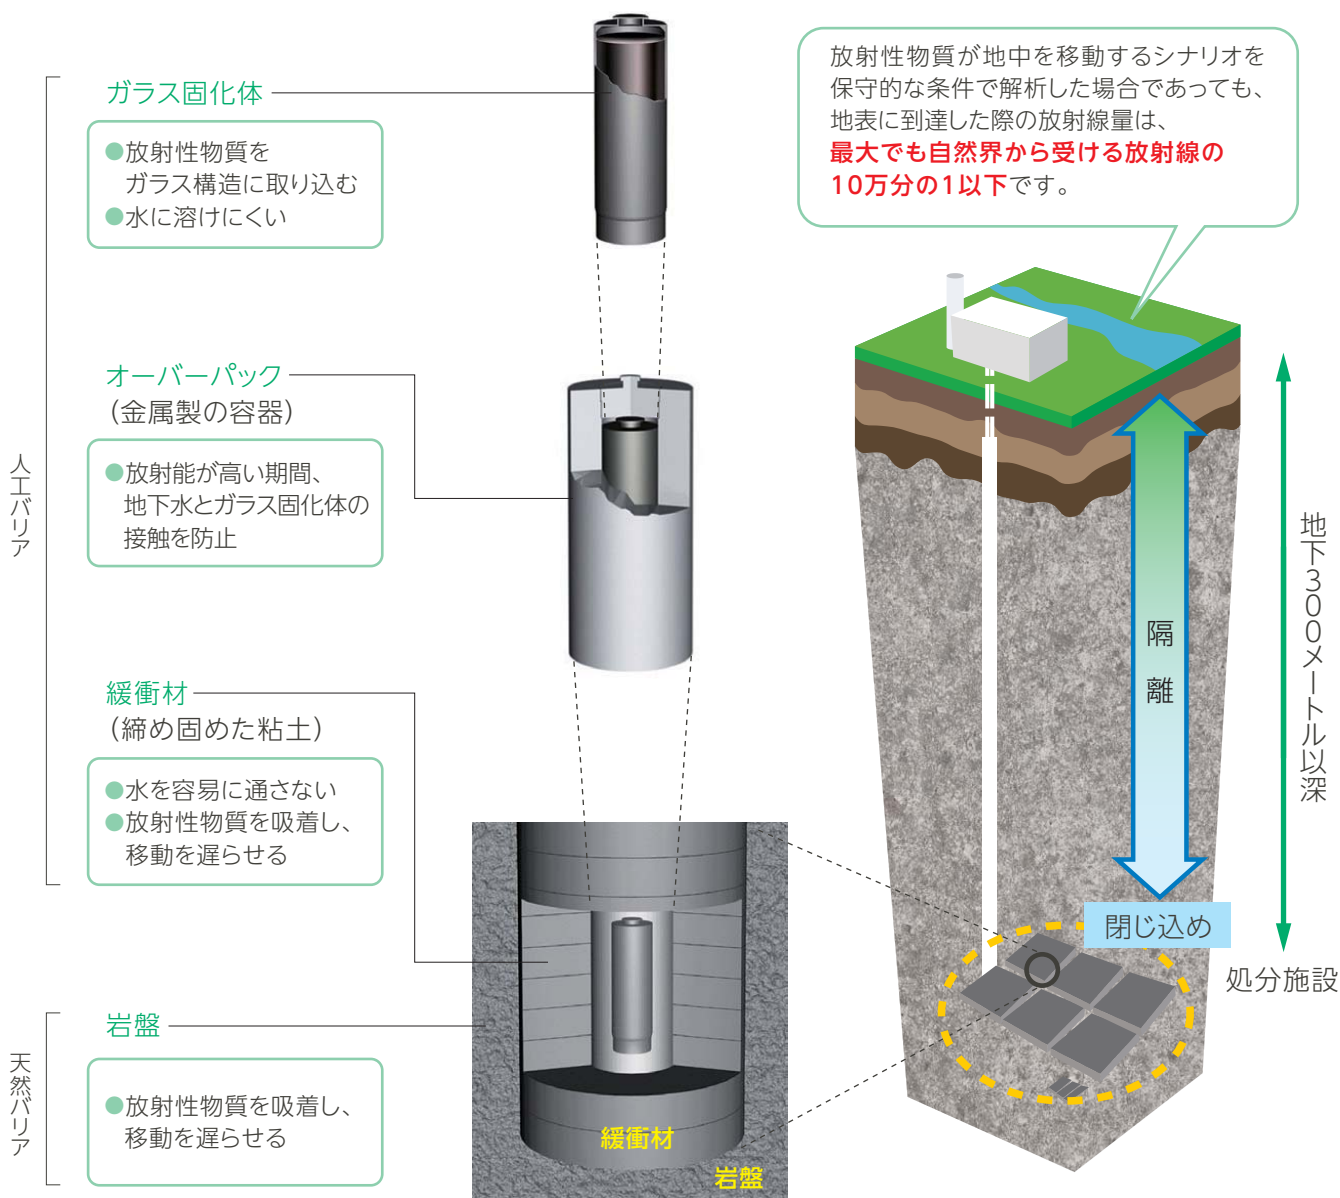 放射性物質が地中を移動するシナリオを
保守的な条件で解析した場合であっても、
地表に到達した際の放射線量は、
最大でも自然界から受ける放射線の
10万分の1以下です。
人工バリア
ガラス固化体
●放射性物質を
ガラス構造に取り込む
●水に溶けにくい
オーバーパック
（金属製の容器）
●放射能が高い期間、
地下水とガラス固化体の
接触を防止
緩衝材
（締め固めた粘土）
●水を容易に通さない
●放射性物質を吸着し、
移動を遅らせる
天然バリア
岩盤
●放射性物質を吸着し、
移動を遅らせる
緩衝材
岩盤
隔離
閉じ込め
地下300メートル以深
処分施設